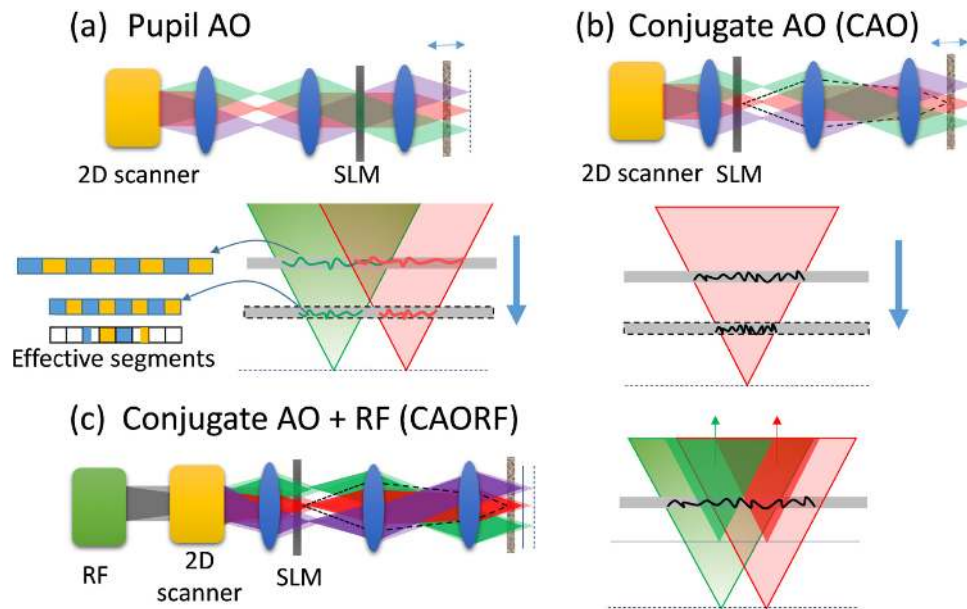 (a) Pupil AO
2D scanner
SLM
Effective segments
(b) Conjugate AO (CAO)
2D scanner SLM
(c) Conjugate AO + RF (CAORF)
RF
2D
scanner
SLM